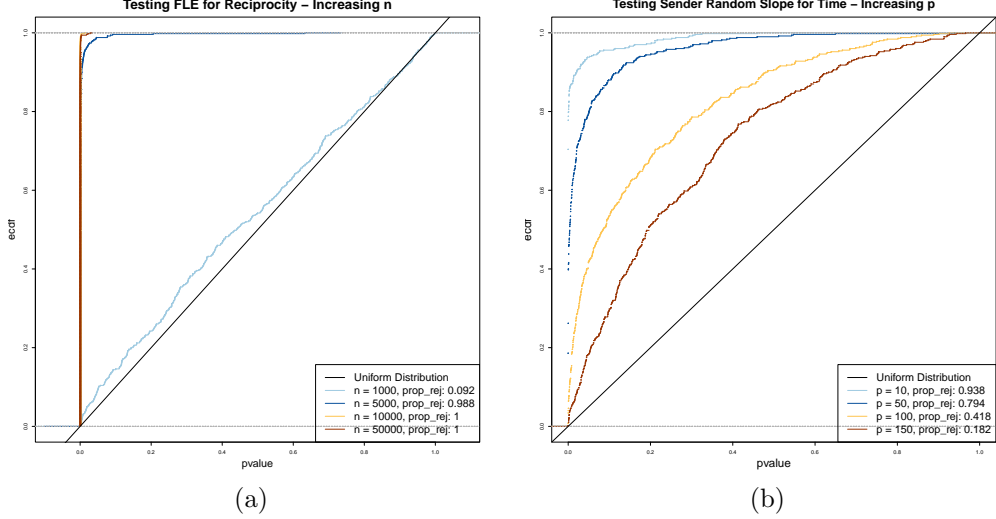 Testing FLE for Reciprocity – Increasing n
ecdf
1.0
0.8
0.6
0.4
0.2
0.0
0.0 0.2 0.4 0.6 0.8 1.0
pvalue
Uniform Distribution
n = 1000, prop_rej: 0.092
n = 5000, prop_rej: 0.988
n = 10000, prop_rej: 1
n = 50000, prop_rej: 1
(a)
Testing Sender Random Slope for Time – Increasing p
ecdf
1.0
0.8
0.6
0.4
0.2
0.0
0.0 0.2 0.4 0.6 0.8 1.0
pvalue
Uniform Distribution
p = 10, prop_rej: 0.938
p = 50, prop_rej: 0.794
p = 100, prop_rej: 0.418
p = 150, prop_rej: 0.182
(b)